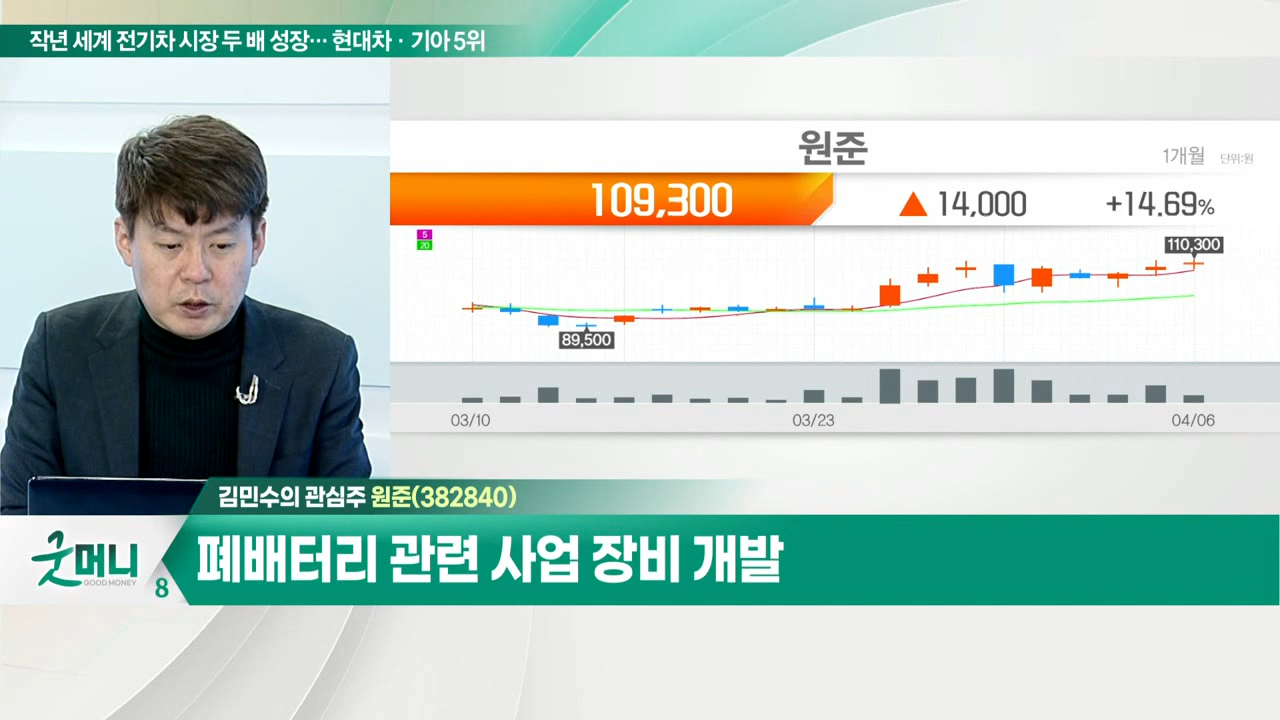 작년 세계 전기차 시장 두 배 성장… 현대차·기아 5위
원준
1개월 단위:원
109,300 ▲ 14,000 +14.69%
5
20
110,300
89,500
03/10 03/23 04/06
김민수의 관심주 원준(382840)
굿머니
GOOD MONEY
8
폐배터리 관련 사업 장비 개발